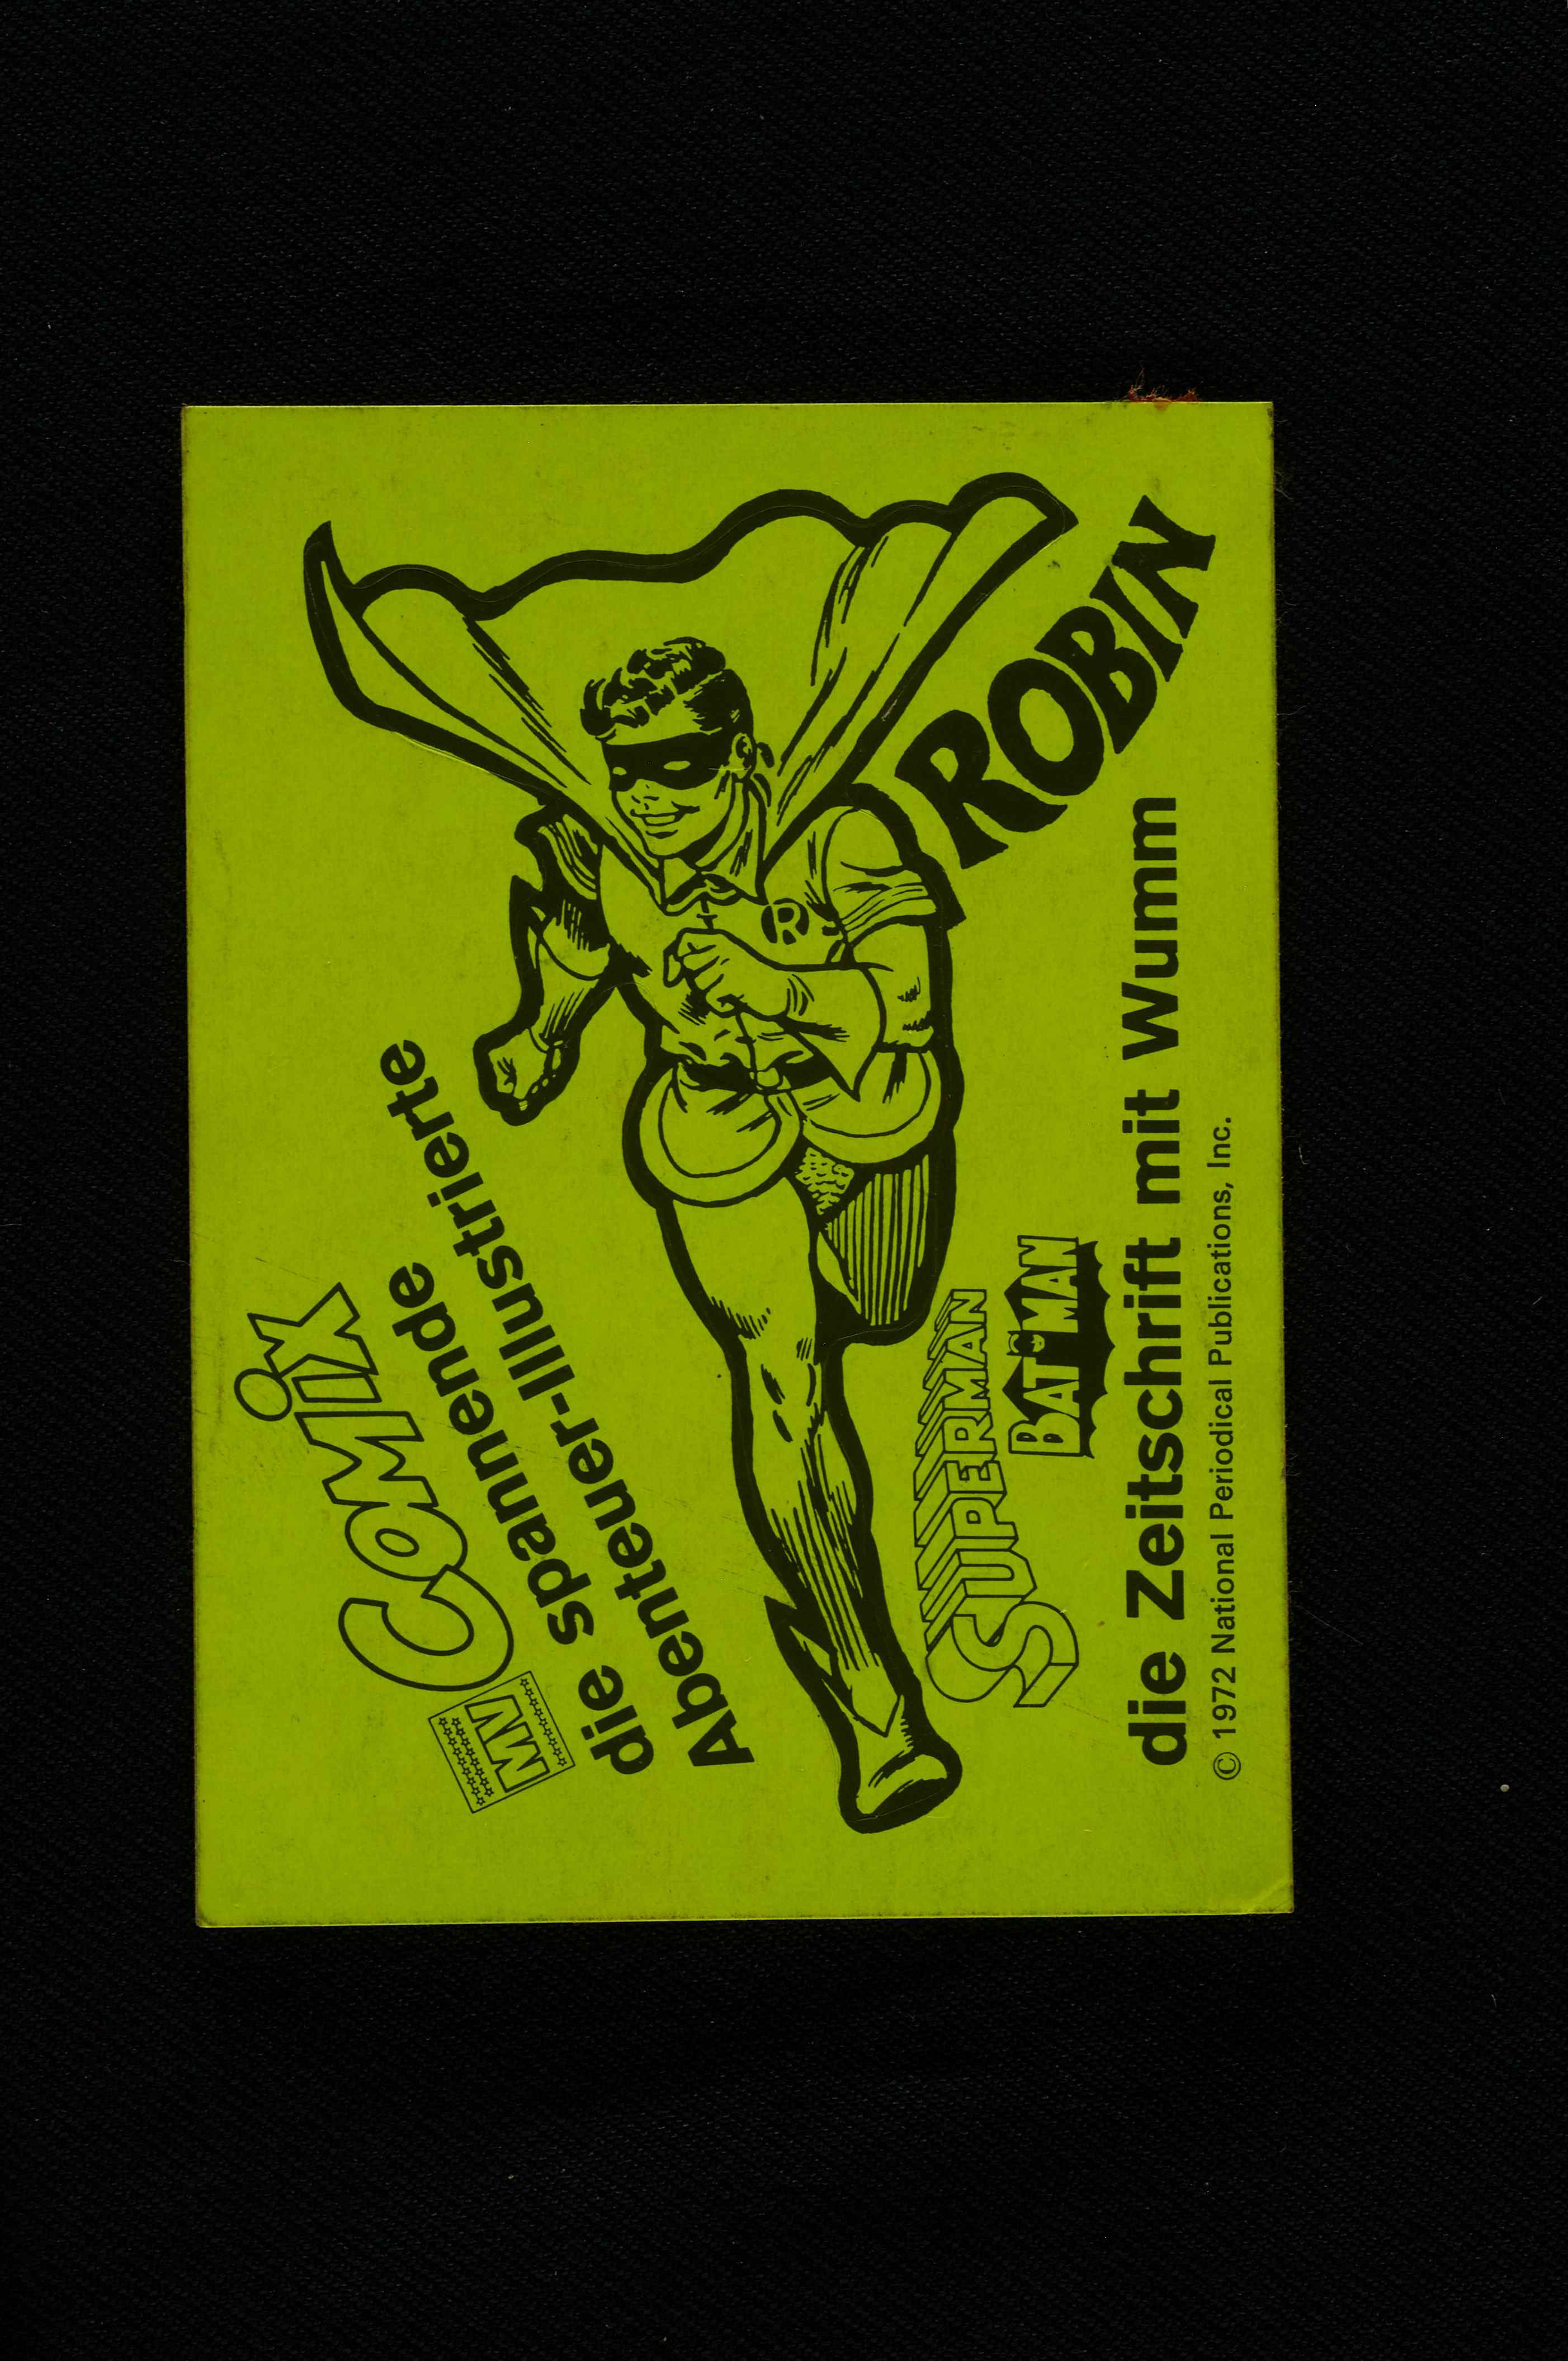 MV COMIX
die spannende
Abenteuer-Illustrierte
ROBIN
R
SUPERMAN
BATMAN
die Zeitschrift mit Wumm
© 1972 National Periodical Publications, Inc.